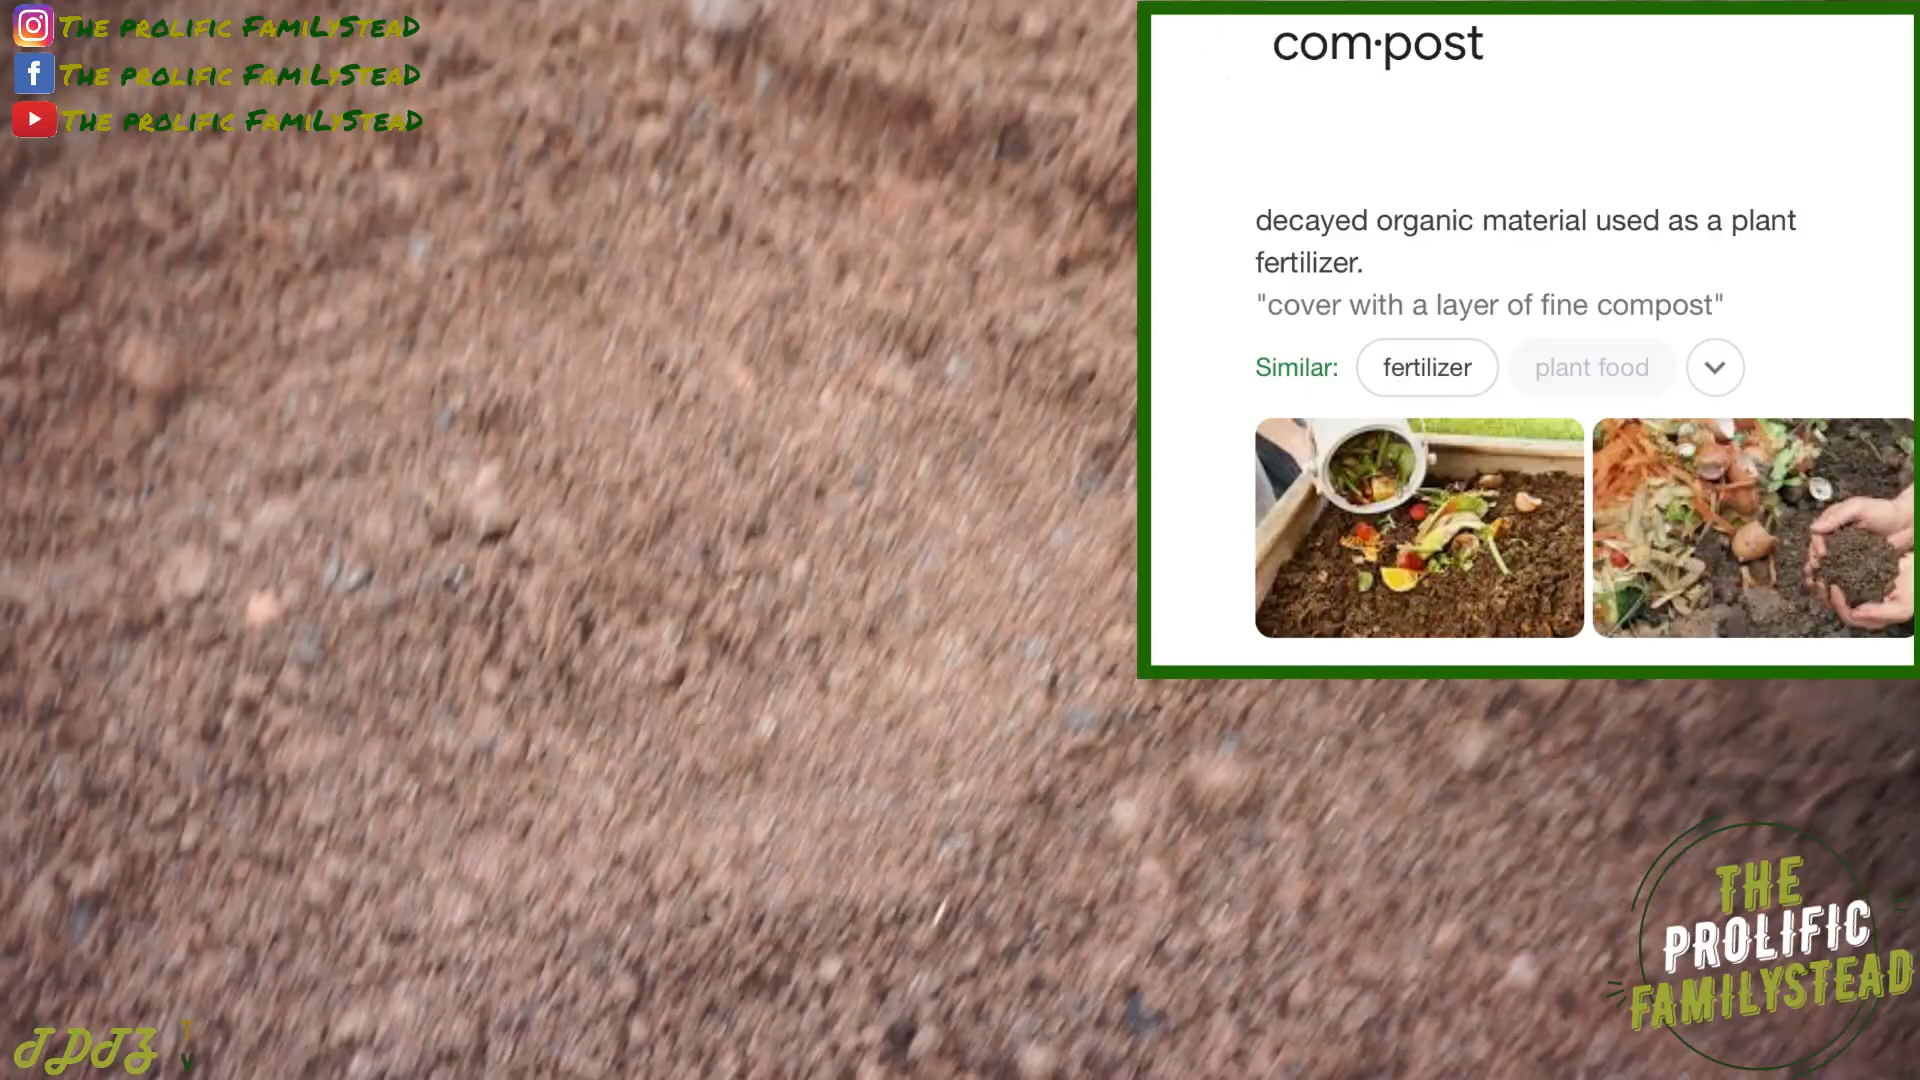 The prolific FamiLySteaD
The prolific FamiLySteaD
The prolific FamiLySteaD
com·post
decayed organic material used as a plant
fertilizer.
"cover with a layer of fine compost"
Similar:
fertilizer
plant food
THE
PROLIFIC
FAMILYSTEAD
T
V